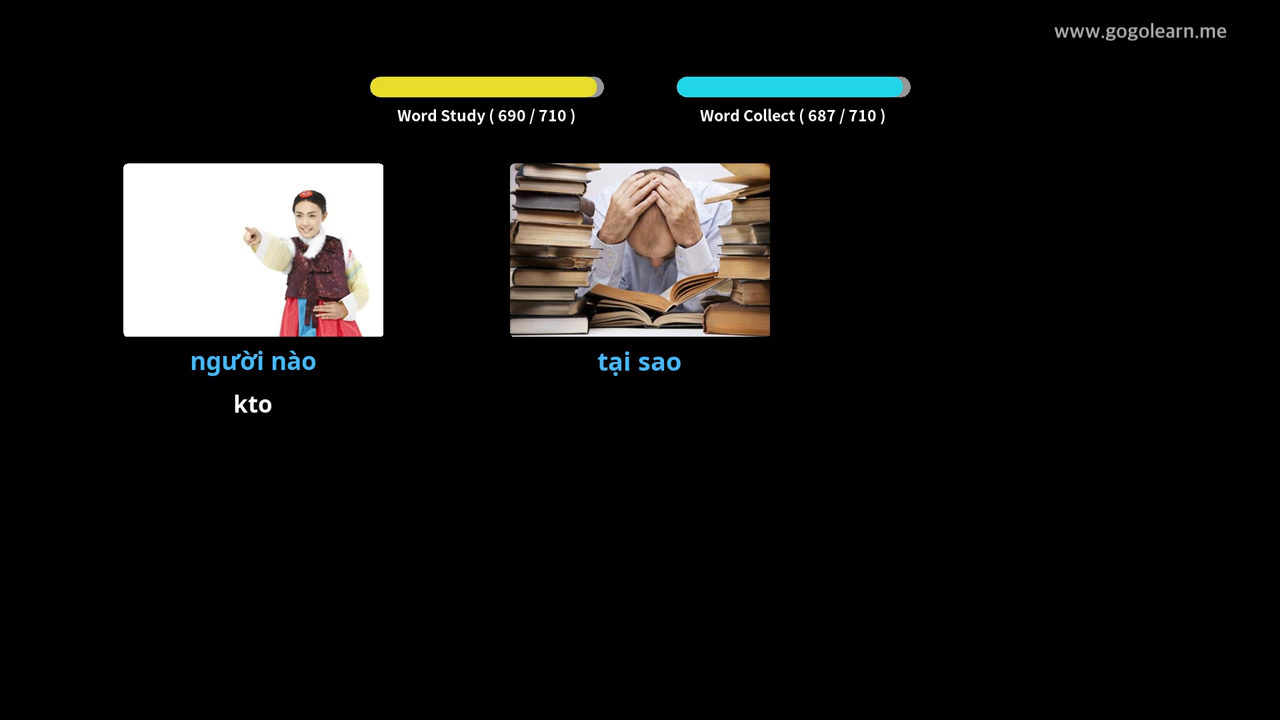 www.gogolearn.me
Word Study ( 690 / 710 )
Word Collect ( 687 / 710 )
người nào
tại sao
kto